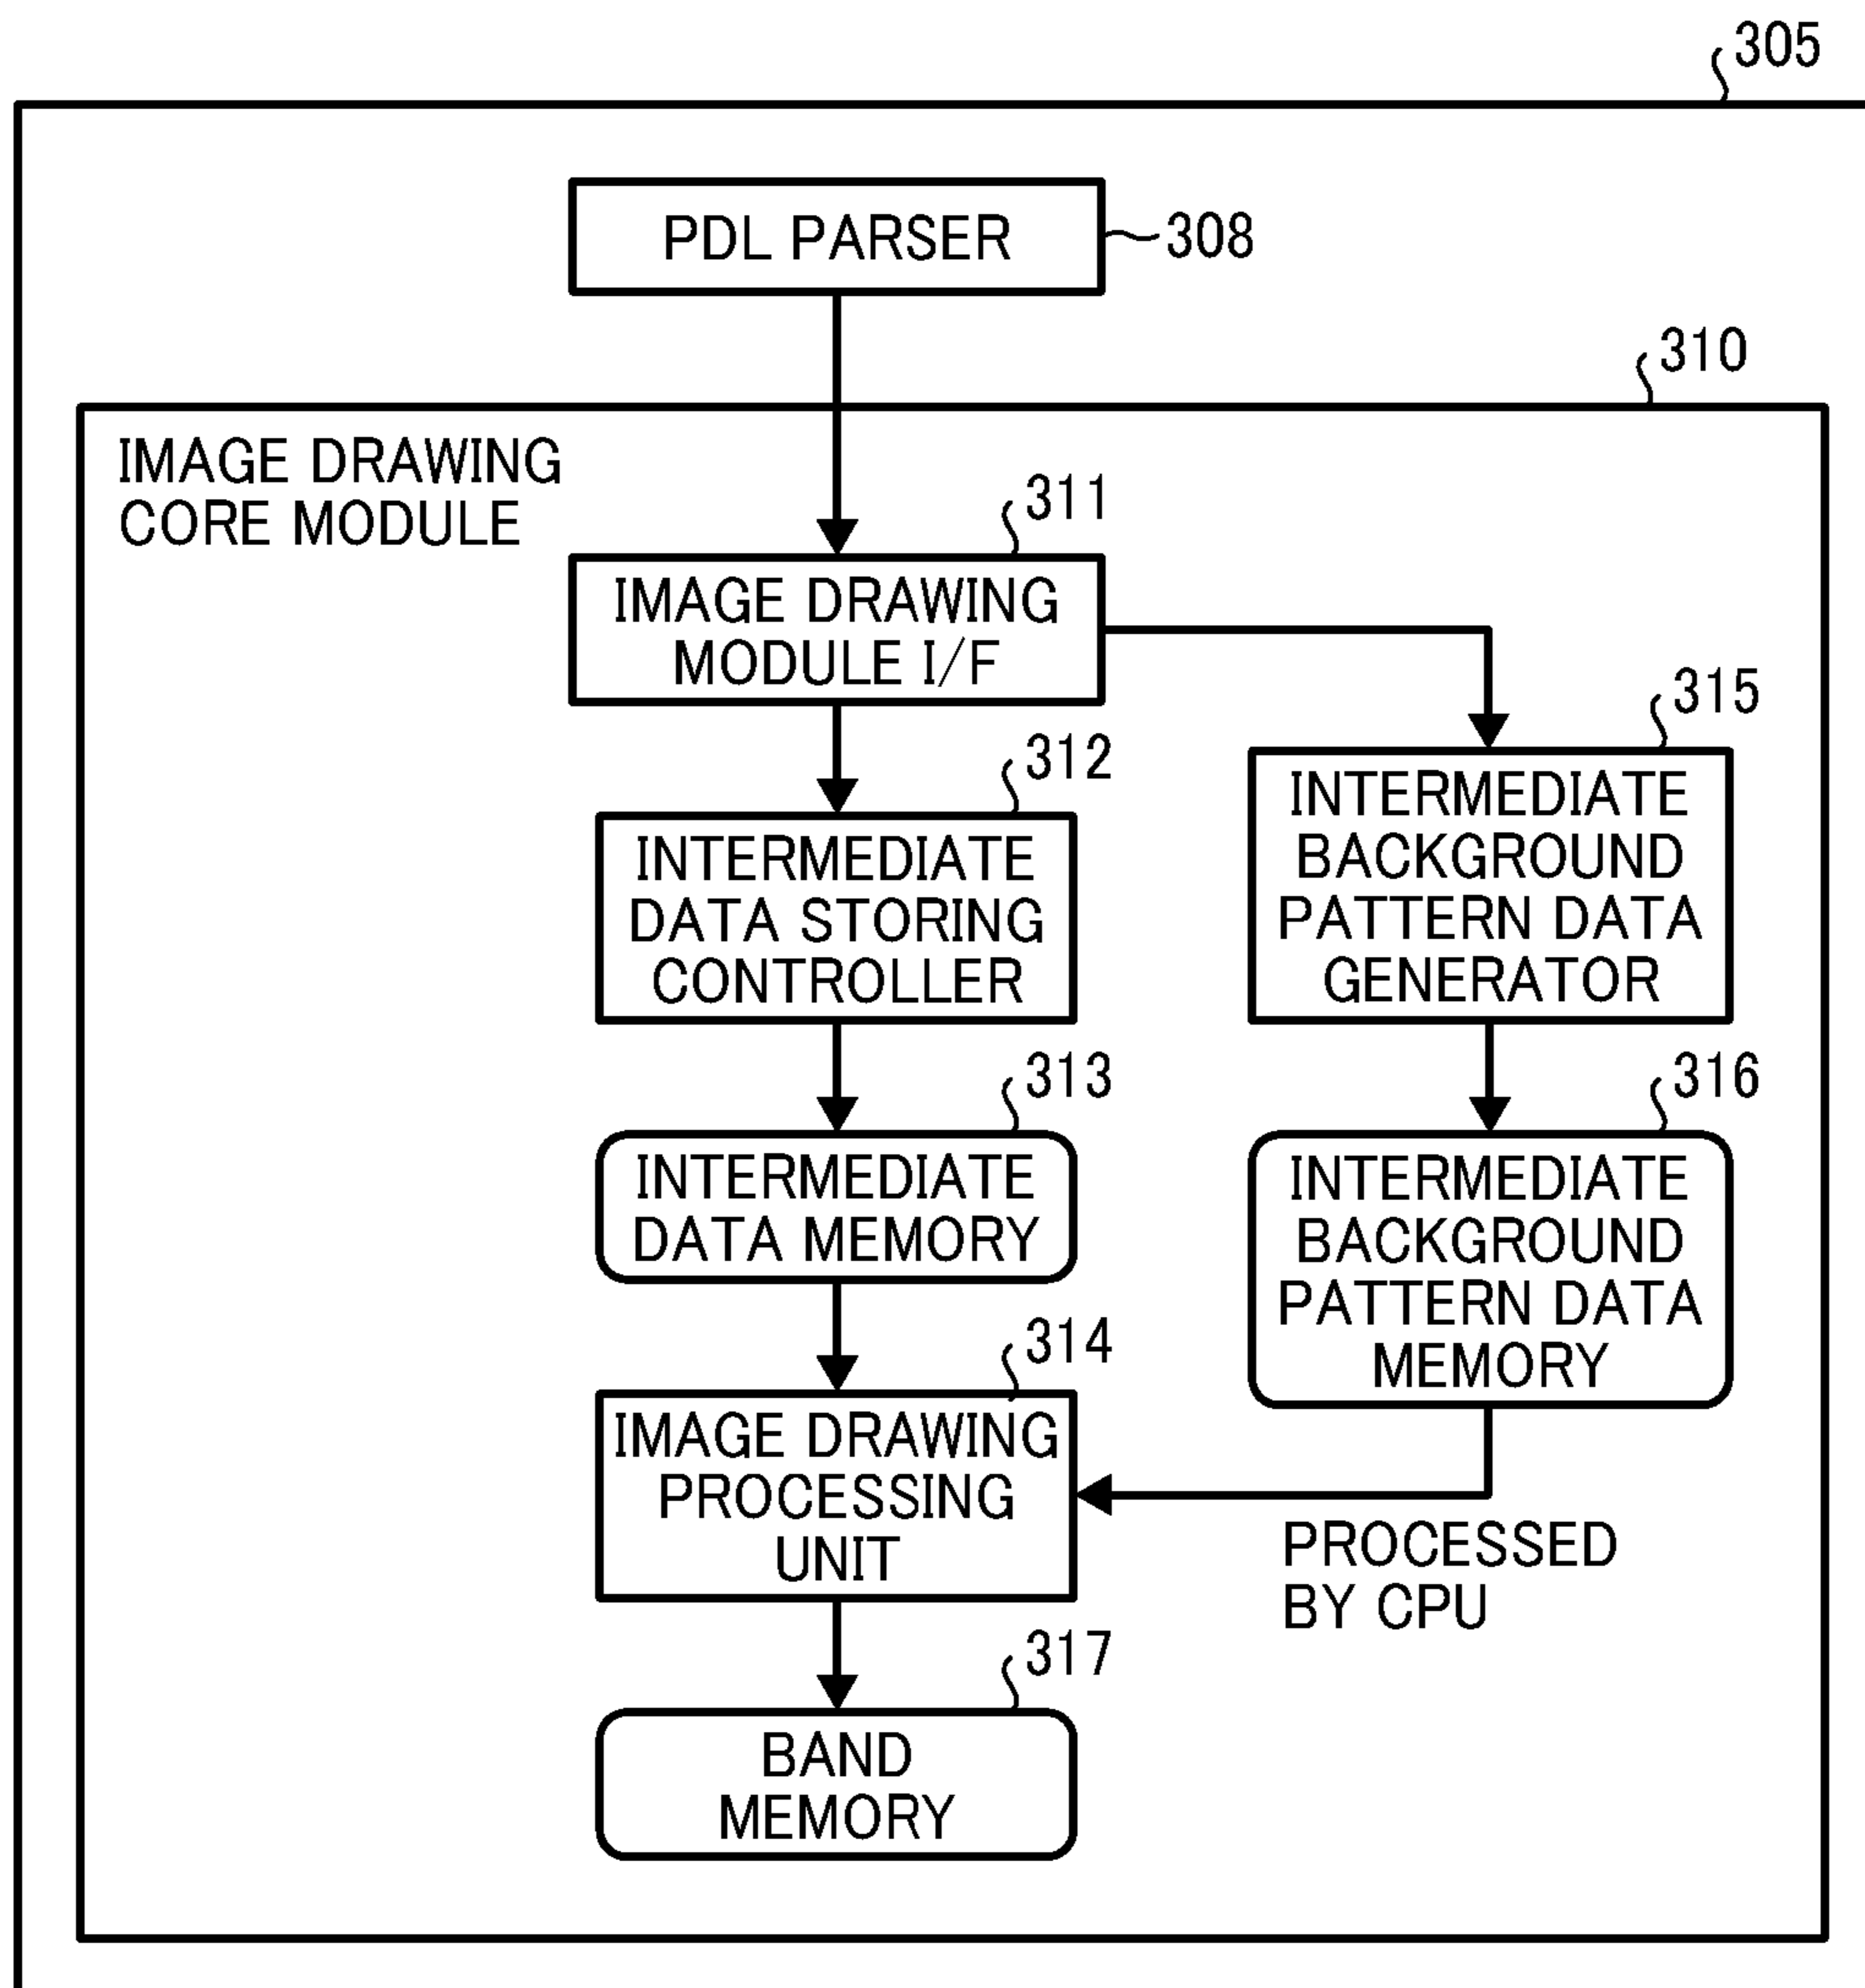 305
PDL PARSER
308
310
IMAGE DRAWING
CORE MODULE
311
IMAGE DRAWING
MODULE I/F
312
315
INTERMEDIATE
DATA STORING
CONTROLLER
INTERMEDIATE
BACKGROUND
PATTERN DATA
GENERATOR
313
316
INTERMEDIATE
DATA MEMORY
INTERMEDIATE
BACKGROUND
PATTERN DATA
MEMORY
314
IMAGE DRAWING
PROCESSING
UNIT
PROCESSED
BY CPU
317
BAND
MEMORY